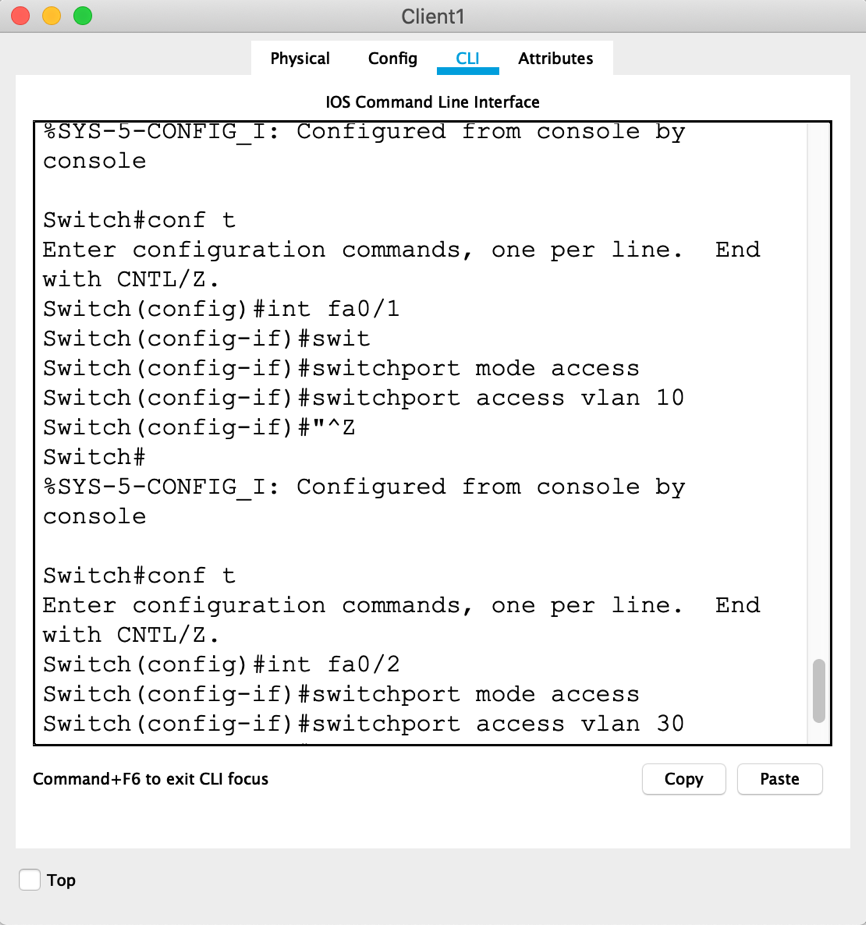 Client1
Physical Config CLI Attributes
IOS Command Line Interface
%SYS-5-CONFIG_I: Configured from console by
console
Switch#conf t
Enter configuration commands, one per line.  End
with CNTL/Z.
Switch(config)#int fa0/1
Switch(config-if)#swit
Switch(config-if)#switchport mode access
Switch(config-if)#switchport access vlan 10
Switch(config-if)#"^Z
Switch#
%SYS-5-CONFIG_I: Configured from console by
console
Switch#conf t
Enter configuration commands, one per line.  End
with CNTL/Z.
Switch(config)#int fa0/2
Switch(config-if)#switchport mode access
Switch(config-if)#switchport access vlan 30
Command+F6 to exit CLI focus
Copy Paste
Top